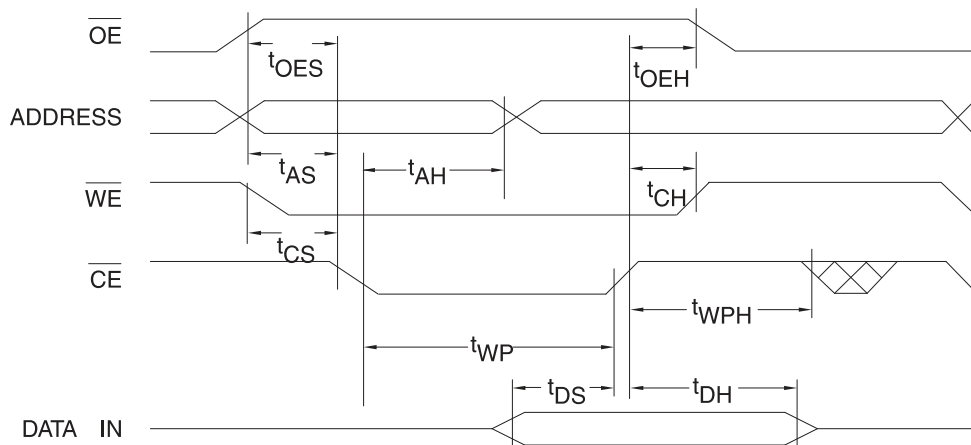 OE
tOES
tOEH
ADDRESS
tAS
tAH
WE
tCH
tCS
CE
tWPH
tWP
tDS
tDH
DATA IN